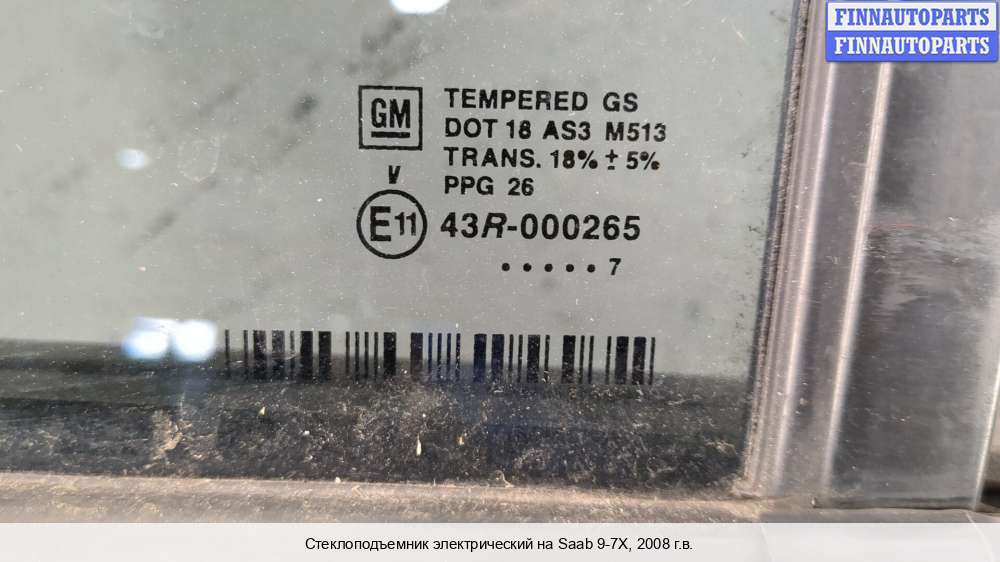 FINNAUTOPARTS
FINNAUTOPARTS
GM
TEMPERED GS
DOT 18 AS3 M513
TRANS. 18% ± 5%
PPG 26
V
E11 43R-000265
.....7
Стеклоподъемник электрический на Saab 9-7X, 2008 г.в.